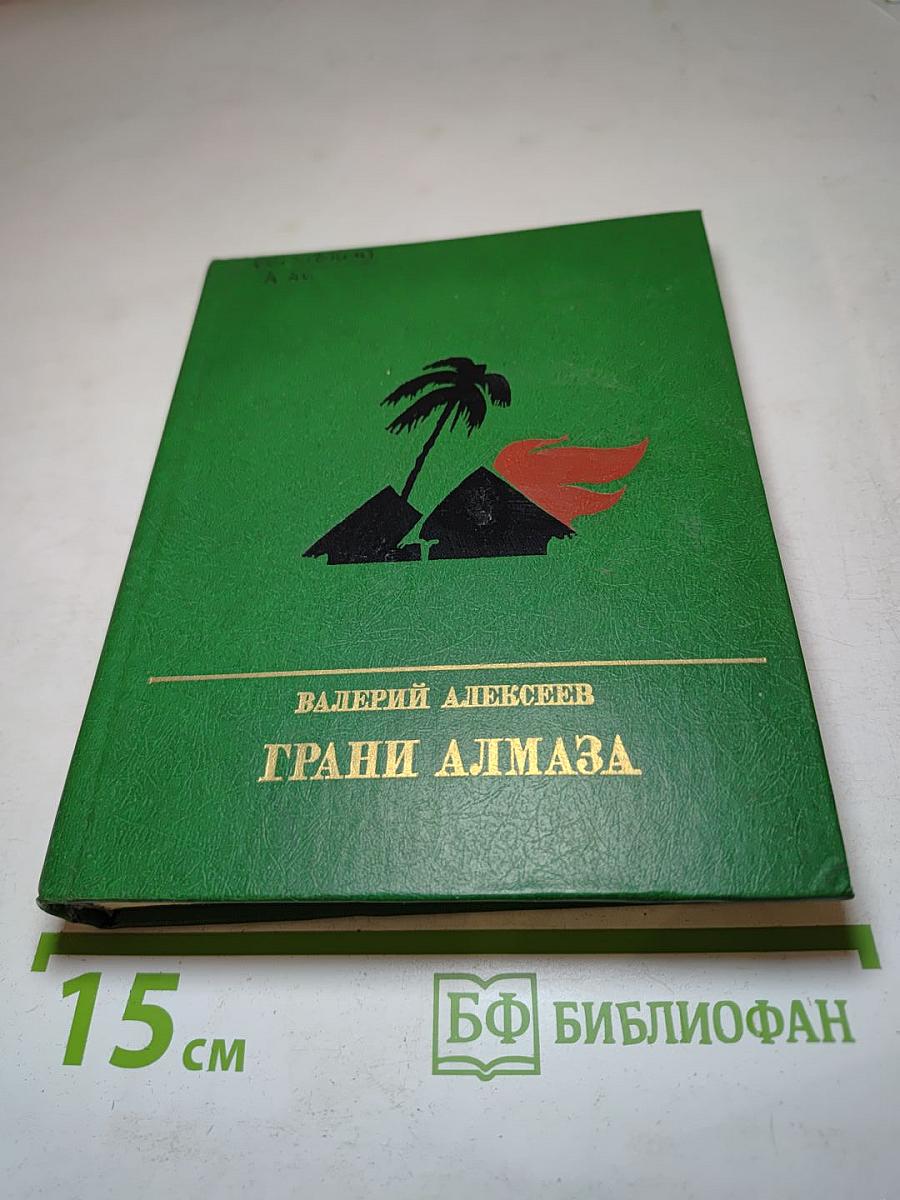 ВАЛЕРИЙ АЛЕКСЕЕВ
ГРАНИ АЛМАЗА
15 см
БФ БИБЛИОФАН